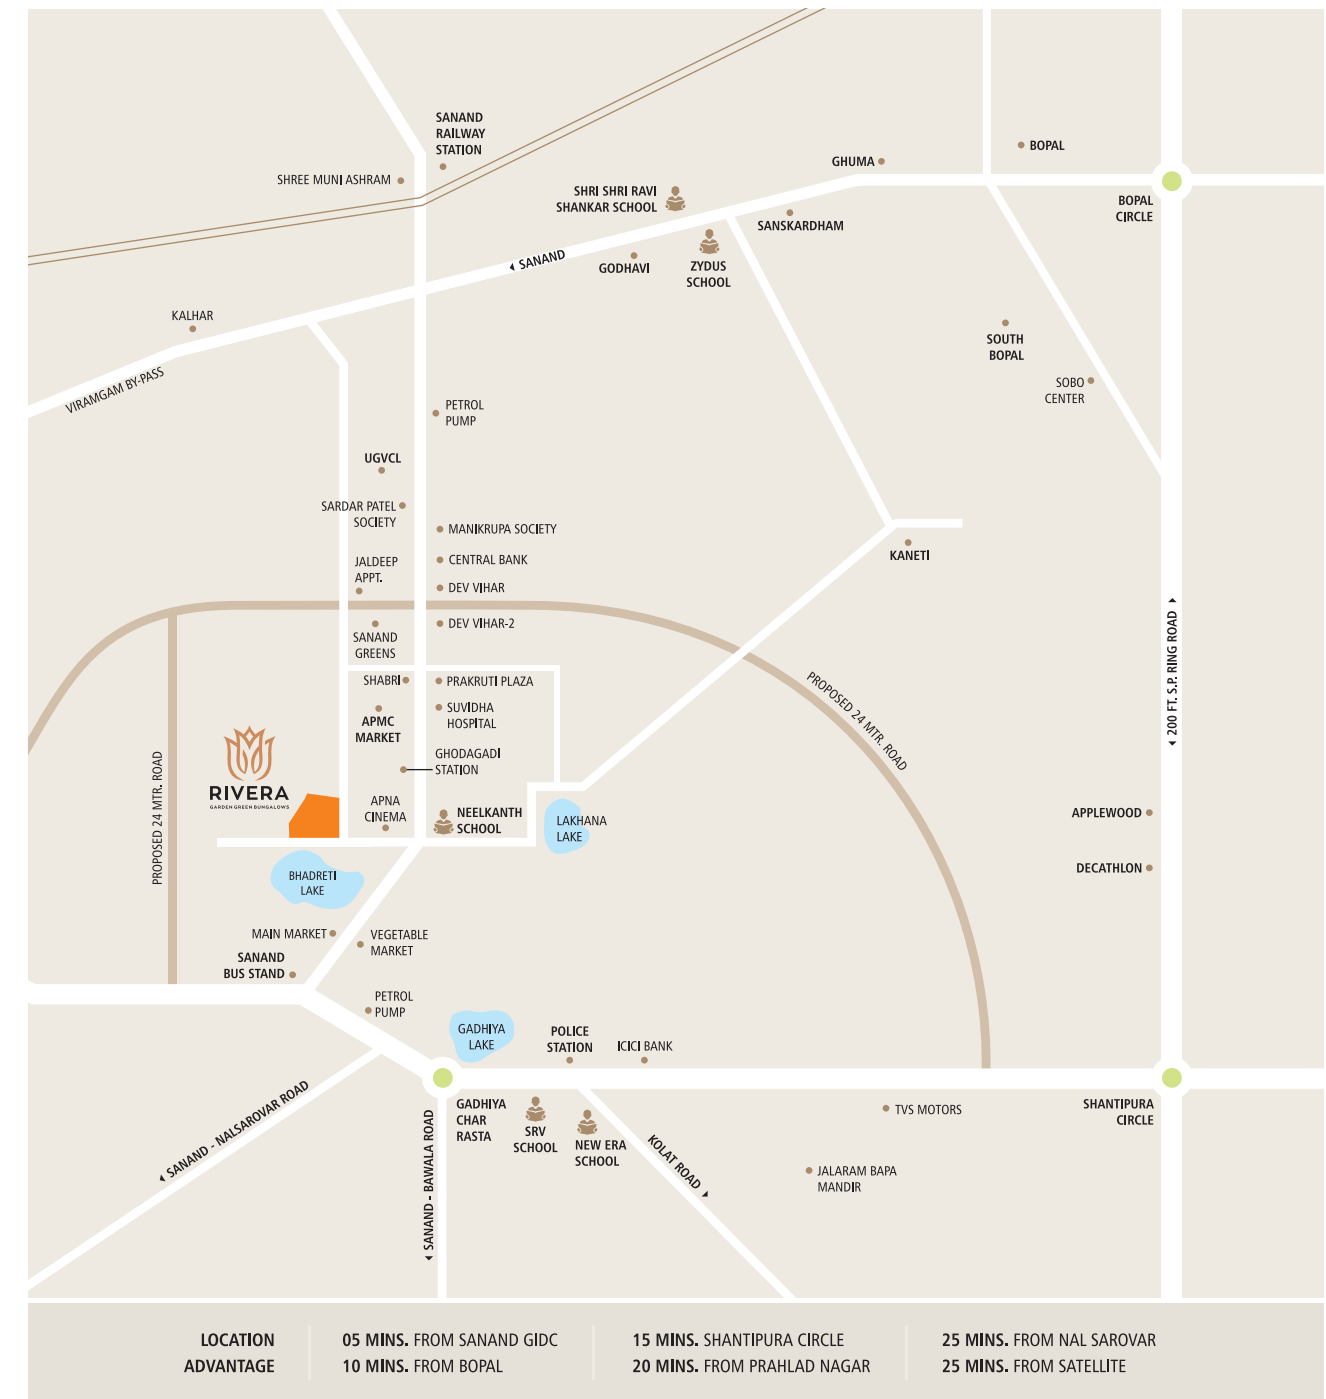 SANAND
RAILWAY
STATION
SHREE MUNI ASHRAM
BOPAL
GHUMA
SHRI SHRI RAVI
SHANKAR SCHOOL
BOPAL
CIRCLE
SANSKARDHAM
SANAND
GODHAVI
ZYDUS
SCHOOL
KALHAR
SOUTH
BOPAL
VIRAMGAM BY-PASS
SOBO
CENTER
PETROL
PUMP
UGVCL
SARDAR PATEL
SOCIETY
MANIKRUPA SOCIETY
JALDEEP
APPT.
CENTRAL BANK
KANETI
DEV VIHAR
DEV VIHAR-2
SANAND
GREENS
200 FT. S.P. RING ROAD
SHABRI
PRAKRUTI PLAZA
PROPOSED 24 MTR. ROAD
APMC
MARKET
SUVIDHA
HOSPITAL
GHODAGADI
STATION
PROPOSED 24 MTR. ROAD
RIVERA
GARDEN GREEN BUNGALOWS
APNA
CINEMA
NEELKANTH
SCHOOL
LAKHANA
LAKE
APPLEWOOD
DECATHLON
BHADRETI
LAKE
MAIN MARKET
VEGETABLE
MARKET
SANAND
BUS STAND
PETROL
PUMP
GADHIYA
LAKE
POLICE
STATION
ICICI BANK
GADHIYA
CHAR
RASTA
SRV
SCHOOL
NEW ERA
SCHOOL
KOLAT ROAD
TVS MOTORS
SHANTIPURA
CIRCLE
SANAND - NALSAROVAR ROAD
SANAND - BAWALA ROAD
JALARAM BAPA
MANDIR
LOCATION
ADVANTAGE
05 MINS. FROM SANAND GIDC
10 MINS. FROM BOPAL
15 MINS. SHANTIPURA CIRCLE
20 MINS. FROM PRAHLAD NAGAR
25 MINS. FROM NAL SAROVAR
25 MINS. FROM SATELLITE